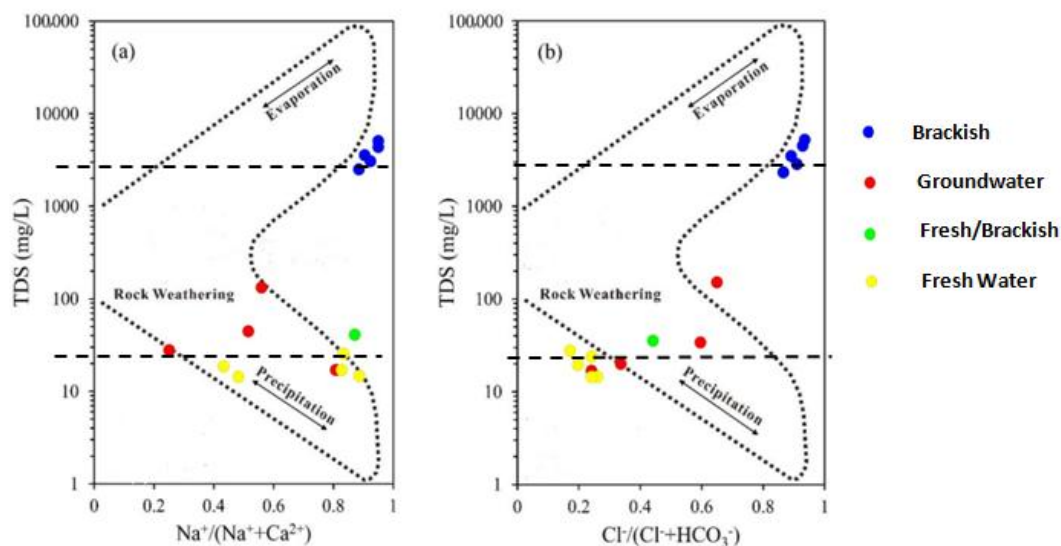 (a)
100.000
10000
1000
100
10
1
TDS (mg/L)
Evaporation
Rock Weathering
Precipitation
0 0.2 0.4 0.6 0.8 1
Na⁺/(Na⁺+Ca²⁺)
(b)
100.000
10000
1000
100
10
1
TDS (mg/L)
Evaporation
Rock Weathering
Precipitation
0 0.2 0.4 0.6 0.8 1
Cl⁻/(Cl⁻+HCO₃⁻)
Brackish
Groundwater
Fresh/Brackish
Fresh Water